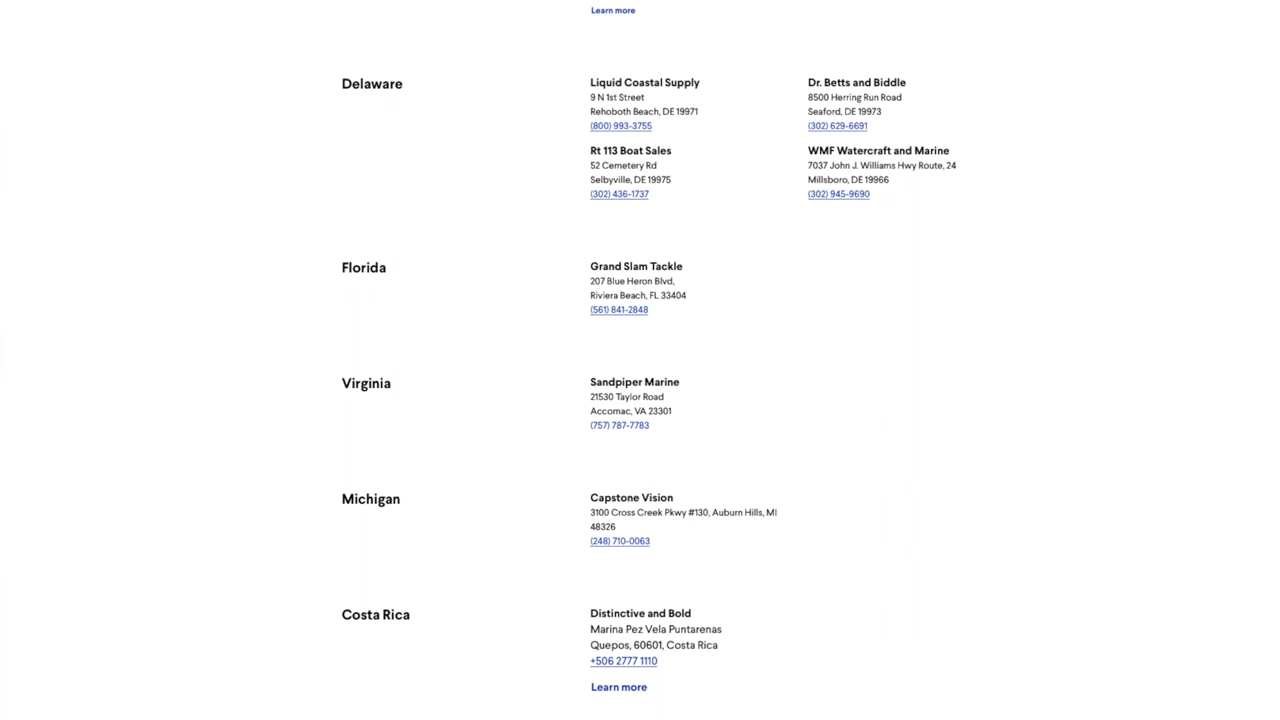 Learn more
Delaware
Liquid Coastal Supply
9 N 1st Street
Rehoboth Beach, DE 19971
(800) 993-3755
Dr. Betts and Biddle
8500 Herring Run Road
Seaford, DE 19973
(302) 629-6691
Rt 113 Boat Sales
52 Cemetery Rd
Selbyville, DE 19975
(302) 436-1737
WMF Watercraft and Marine
7037 John J. Williams Hwy Route, 24
Millsboro, DE 19966
(302) 945-9690
Florida
Grand Slam Tackle
207 Blue Heron Blvd,
Riviera Beach, FL 33404
(561) 841-2848
Virginia
Sandpiper Marine
21530 Taylor Road
Accomac, VA 23301
(757) 787-7783
Michigan
Capstone Vision
3100 Cross Creek Pkwy #130, Auburn Hills, MI
48326
(248) 710-0063
Costa Rica
Distinctive and Bold
Marina Pez Vela Puntarenas
Quepos, 60601, Costa Rica
+506 2777 1110
Learn more